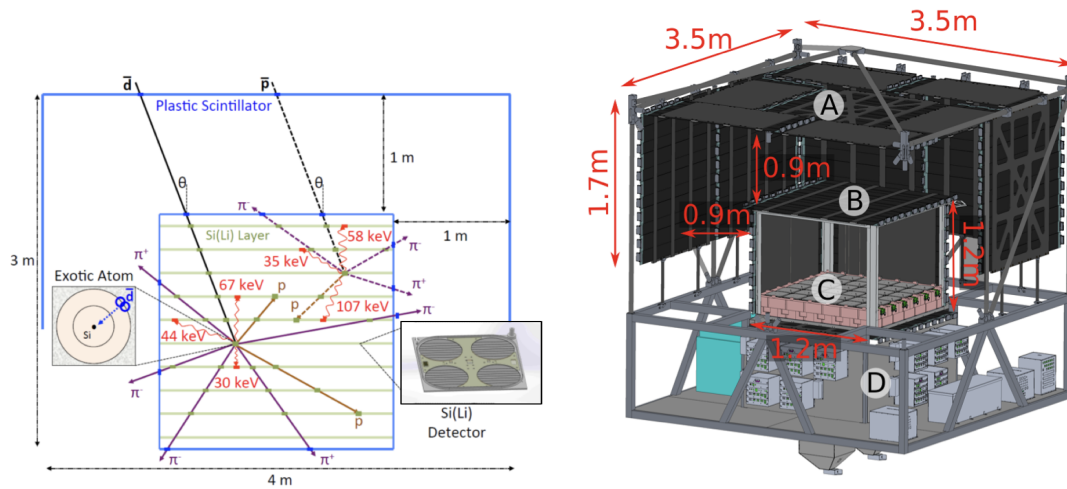 d̅
p̅
Plastic Scintillator
1 m
θ
θ
π⁻
π⁻
Si(Li) Layer
58 keV
35 keV
1 m
3 m
π⁺
π⁺
Exotic Atom
67 keV
p
p
107 keV
π⁻
d̅
Si
44 keV
30 keV
π⁻
p
Si(Li)
Detector
π⁻
π⁺
4 m
3.5m
3.5m
A
1.7m
0.9m
B
0.9m
1.2m
C
1.2m
D